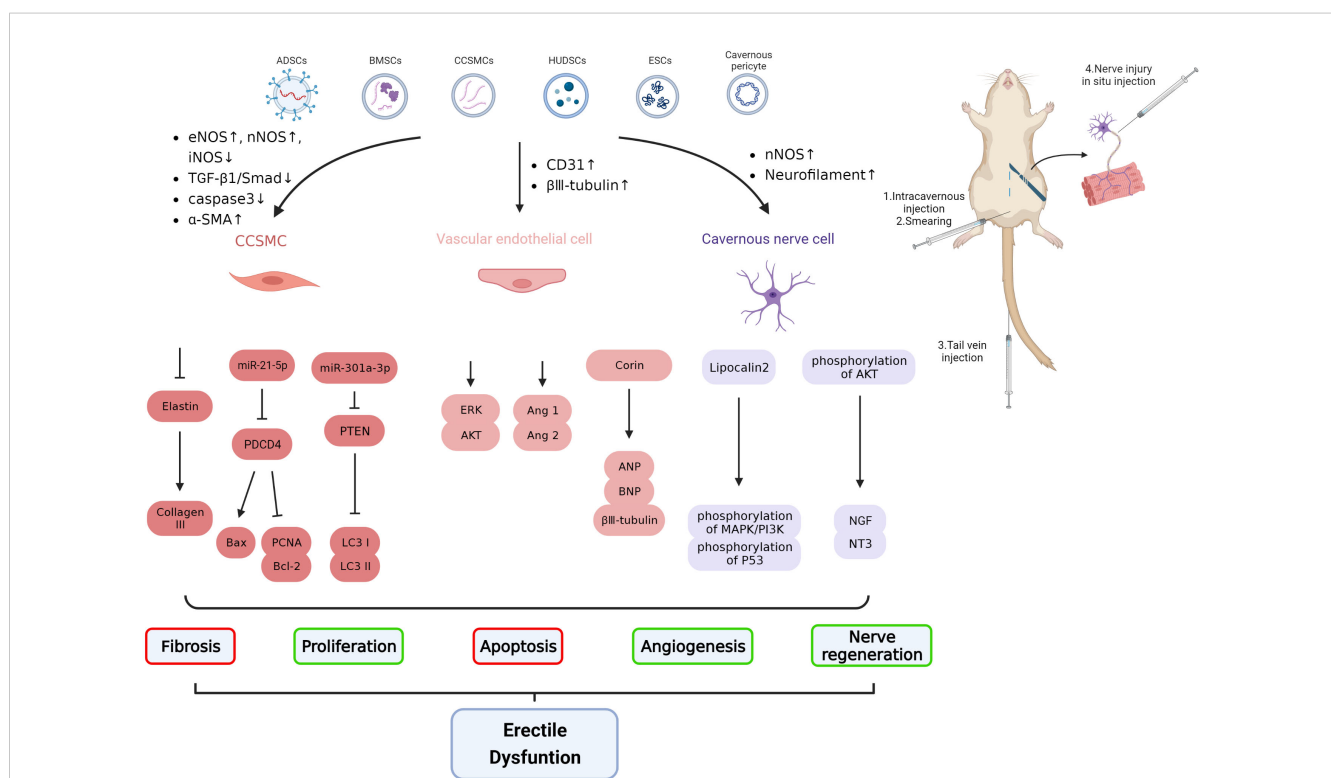 ADSCs
BMSCs
CCSMCs
HUDSCs
ESCs
Cavernous
pericyte
• eNOS↑, nNOS↑,
iNOS↓
• TGF-β1/Smad↓
• caspase3↓
• α-SMA↑
• CD31↑
• βⅢ-tubulin↑
• nNOS↑
• Neurofilament↑
CCSMC
Vascular endothelial cell
Cavernous nerve cell
4.Nerve injury
in situ injection
1.Intracavernous
injection
2.Smearing
3.Tail vein
injection
Elastin
Collagen
III
miR-21-5p
PDCD4
Bax
PCNA
Bcl-2
miR-301a-3p
PTEN
LC3 I
LC3 II
ERK
AKT
Ang 1
Ang 2
Corin
ANP
BNP
βⅢ-tubulin
Lipocalin2
phosphorylation
of MAPK/PI3K
phosphorylation
of P53
phosphorylation
of AKT
NGF
NT3
Fibrosis
Proliferation
Apoptosis
Angiogenesis
Nerve
regeneration
Erectile
Dysfuntion